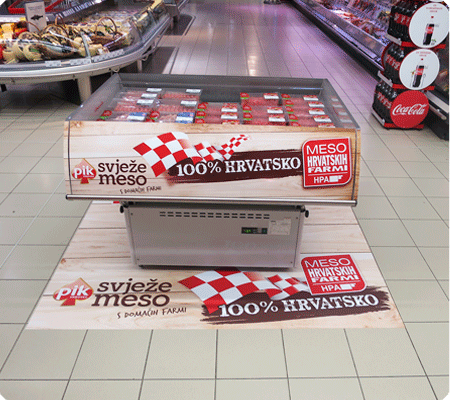 pik
svježe
meso
S DOMAĆIH FARMI
100% HRVATSKO
MESO
HRVATSKIH
FARMI
HPA
Coca-Cola
pik
svježe
meso
S DOMAĆIH FARMI
100% HRVATSKO
MESO
HRVATSKIH
FARMI
HPA